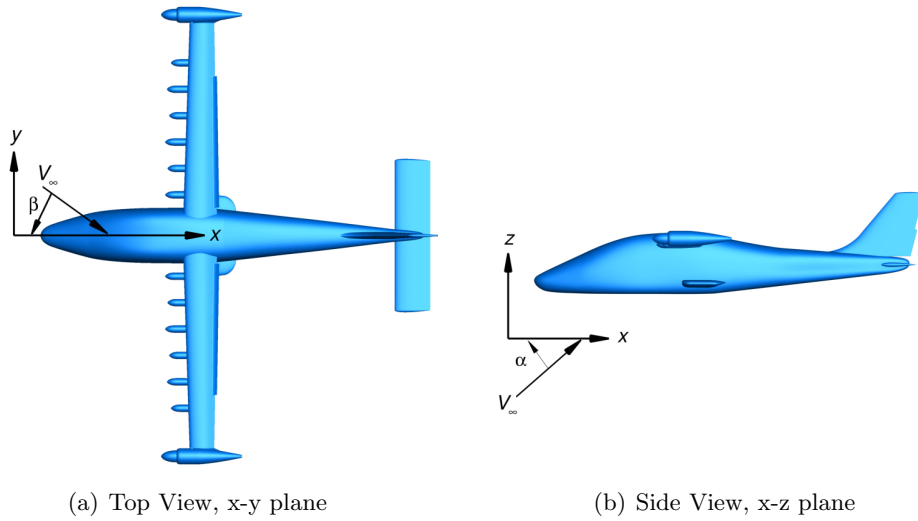 y
V∞
β
x
(a) Top View, x-y plane
z
x
α
V∞
(b) Side View, x-z plane